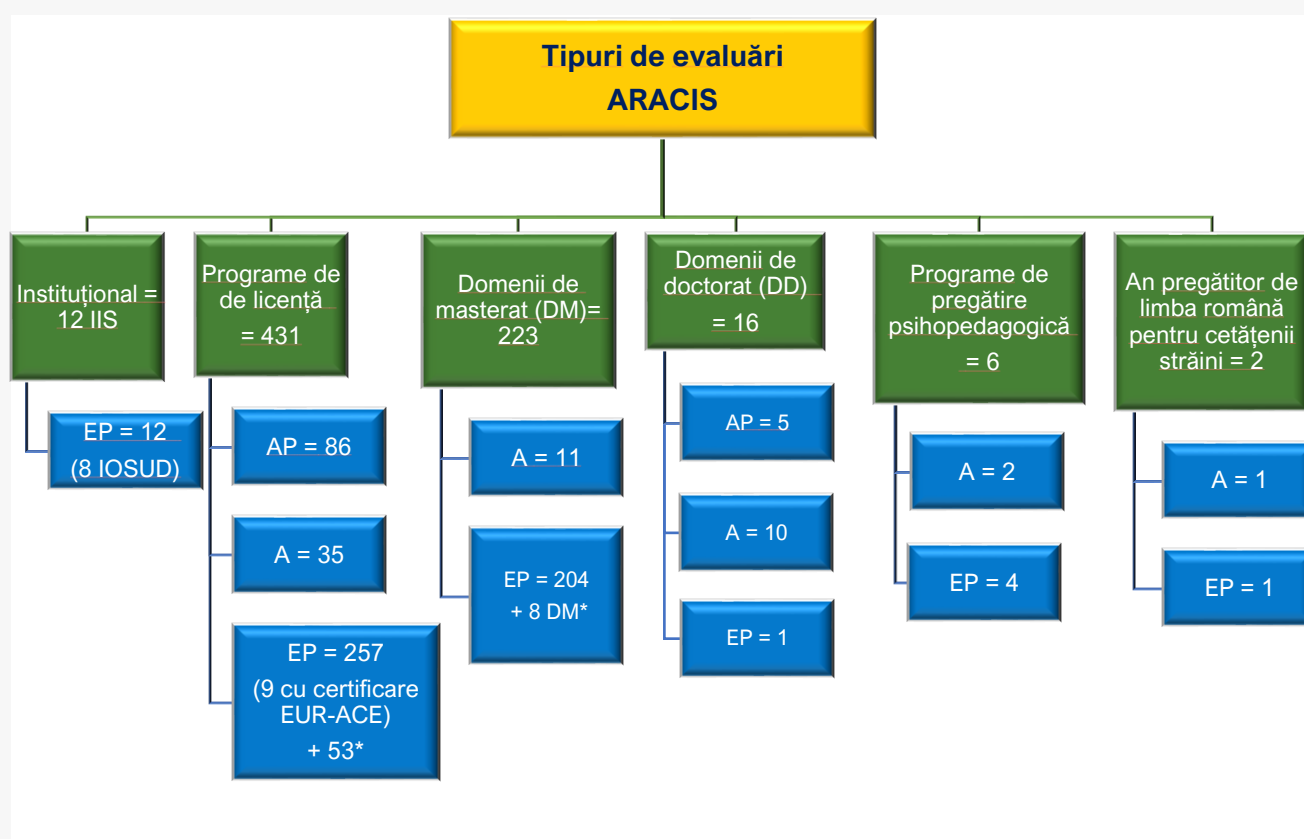 Tipuri de evaluări
ARACIS
Instituțional =
12 IIS
EP = 12
(8 IOSUD)
Programe de
de licență
= 431
AP = 86
A = 35
EP = 257
(9 cu certificare
EUR-ACE)
+ 53*
Domenii de
masterat (DM)=
223
A = 11
EP = 204
+ 8 DM*
Domenii de
doctorat (DD)
= 16
AP = 5
A = 10
EP = 1
Programe de
pregătire
psihopedagogică
= 6
A = 2
EP = 4
An pregătitor de
limba română
pentru cetățenii
străini = 2
A = 1
EP = 1